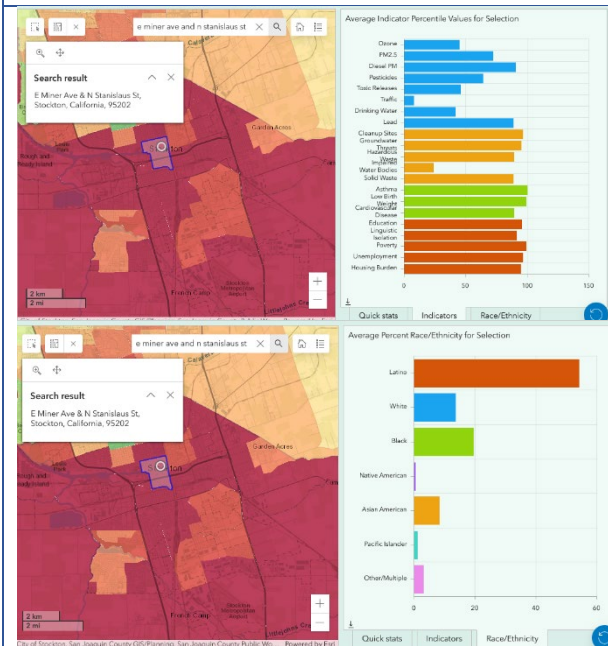 e miner ave and n stanislaus st
Search result
E Miner Ave & N Stanislaus St,
Stockton, California, 95202
Garden Acres
French Camp
Stockton
Metropolitan
Airport
2 km
2 mi
Average Indicator Percentile Values for Selection
Ozone
PM2.5
Diesel PM
Pesticides
Toxic Releases
Traffic
Drinking Water
Lead
Cleanup Sites
Groundwater
Threats
Hazardous
Waste
Impaired
Water Bodies
Solid Waste
Asthma
Low Birth
Weight
Cardiovascular
Disease
Education
Linguistic
Isolation
Poverty
Unemployment
Housing Burden
0
50
100
150
Quick stats
Indicators
Race/Ethnicity
e miner ave and n stanislaus st
Search result
E Miner Ave & N Stanislaus St,
Stockton, California, 95202
Garden Acres
French Camp
Stockton
Metropolitan
Airport
2 km
2 mi
City of Stockton, San Joaquin County GIS/Planning, San Joaquin County Public Wo... Powered by Esri
Average Percent Race/Ethnicity for Selection
Latino
White
Black
Native American
Asian American
Pacific Islander
Other/Multiple
0
20
40
60
Quick stats
Indicators
Race/Ethnicity